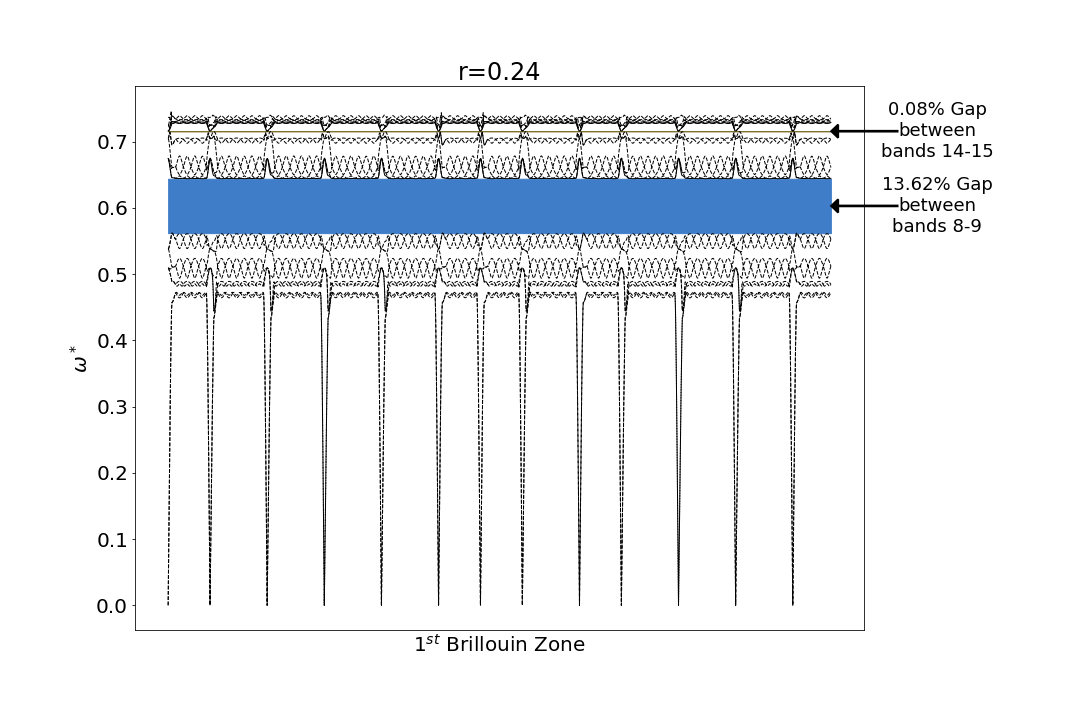 r=0.24
0.08% Gap
between
bands 14-15
13.62% Gap
between
bands 8-9
0.7
0.6
0.5
0.4
0.3
0.2
0.1
0.0
ω*
1st Brillouin Zone